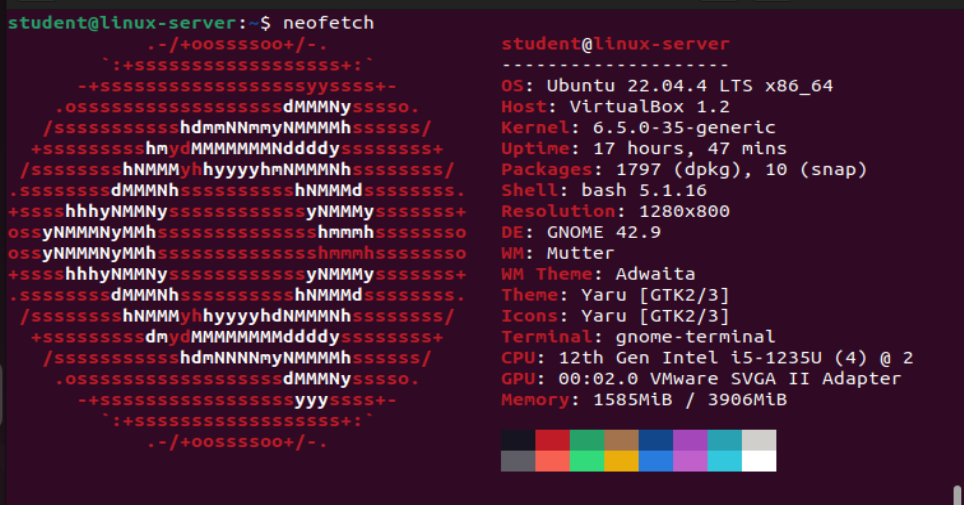 student@linux-server:~$ neofetch
            .-/+oossssoo+/-.               student@linux-server
        `:+ssssssssssssssssss+:`           --------------------
      -+ssssssssssssssssssyyssss+-         OS: Ubuntu 22.04.4 LTS x86_64
    .ossssssssssssssssssdMMMNysssso.       Host: VirtualBox 1.2
   /ssssssssssshdmmNNmmyNMMMMhssssss/      Kernel: 6.5.0-35-generic
  +ssssssssshmydMMMMMMMNddddyssssssss+     Uptime: 17 hours, 47 mins
 /sssssssshNMMMyhhyyyyhmNMMMNhssssssss/    Packages: 1797 (dpkg), 10 (snap)
.ssssssssdMMMNhsssssssssshNMMMdssssssss.   Shell: bash 5.1.16
+sssshhhyNMMNyssssssssssssyNMMMysssssss+   Resolution: 1280x800
ossyNMMMNyMMhsssssssssssssshmmmhssssssso   DE: GNOME 42.9
ossyNMMMNyMMhsssssssssssssshmmmhssssssso   WM: Mutter
+sssshhhyNMMNyssssssssssssyNMMMysssssss+   WM Theme: Adwaita
.ssssssssdMMMNhsssssssssshNMMMdssssssss.   Theme: Yaru [GTK2/3]
 /sssssssshNMMMyhhyyyyhdNMMMNhssssssss/    Icons: Yaru [GTK2/3]
  +sssssssssdmydMMMMMMMMddddyssssssss+     Terminal: gnome-terminal
   /ssssssssssshdmNNNNmyNMMMMhssssss/      CPU: 12th Gen Intel i5-1235U (4) @ 2
    .ossssssssssssssssssdMMMNysssso.       GPU: 00:02.0 VMware SVGA II Adapter
      -+sssssssssssssssssyyyssss+-         Memory: 1585MiB / 3906MiB
        `:+ssssssssssssssssss+:`
            .-/+oossssoo+/-.